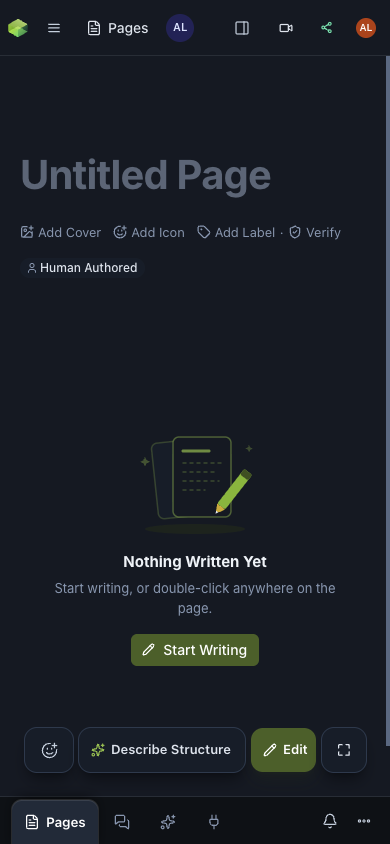 Pages AL AL
Untitled Page
Add Cover Add Icon Add Label · Verify
Human Authored
Nothing Written Yet
Start writing, or double-click anywhere on the
page.
Start Writing
Describe Structure Edit
Pages